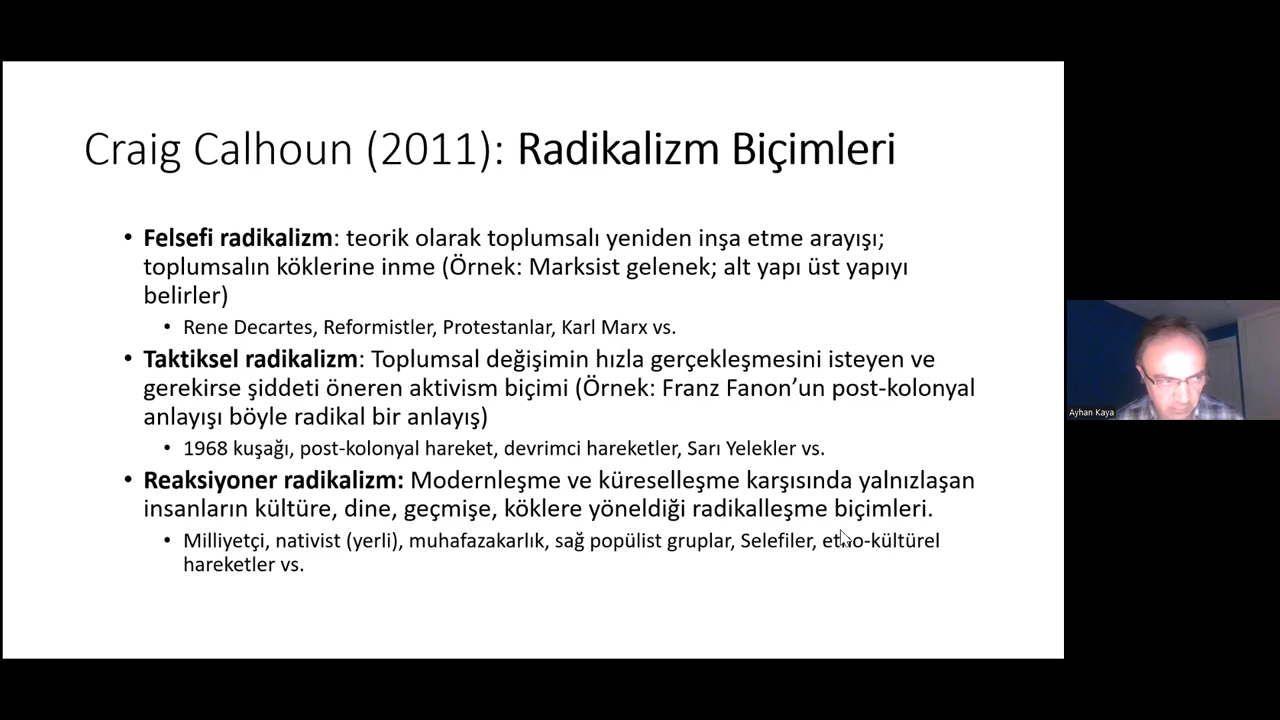 Craig Calhoun (2011): Radikalizm Biçimleri
• Felsefi radikalizm: teorik olarak toplumsalı yeniden inşa etme arayışı;
toplumsalın köklerine inme (Örnek: Marksist gelenek; alt yapı üst yapıyı
belirler)
• Rene Decartes, Reformistler, Protestanlar, Karl Marx vs.
• Taktiksel radikalizm: Toplumsal değişimin hızla gerçekleşmesini isteyen ve
gerekirse şiddeti öneren aktivism biçimi (Örnek: Franz Fanon’un post-kolonyal
anlayışı böyle radikal bir anlayış)
• 1968 kuşağı, post-kolonyal hareket, devrimci hareketler, Sarı Yelekler vs.
• Reaksiyoner radikalizm: Modernleşme ve küreselleşme karşısında yalnızlaşan
insanların kültüre, dine, geçmişe, köklere yöneldiği radikalleşme biçimleri.
• Milliyetçi, nativist (yerli), muhafazakarlık, sağ popülist gruplar, Selefiler, etno-kültürel
hareketler vs.
Ayhan Kaya